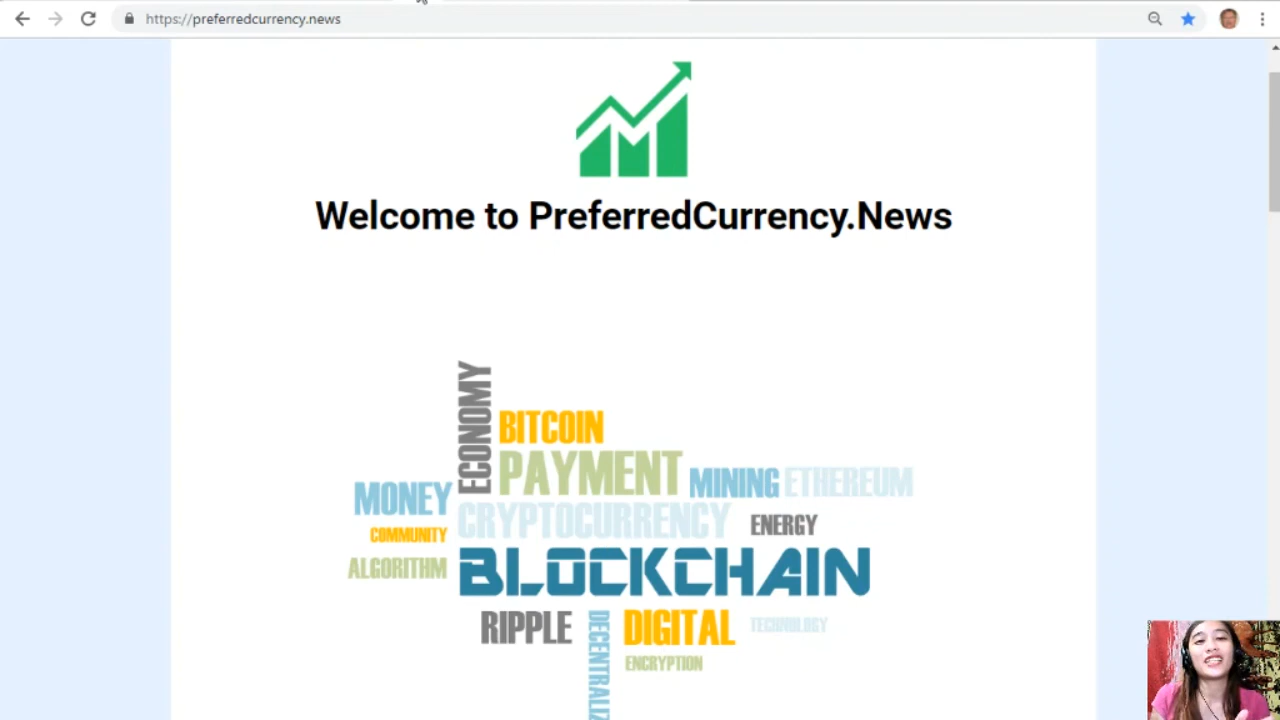 https://preferredcurrency.news
Welcome to PreferredCurrency.News
ECONOMY
BITCOIN
PAYMENT
MONEY
MINING
ETHEREUM
COMMUNITY
CRYPTOCURRENCY
ENERGY
ALGORITHM
BLOCKCHAIN
RIPPLE
DIGITAL
TECHNOLOGY
ENCRYPTION